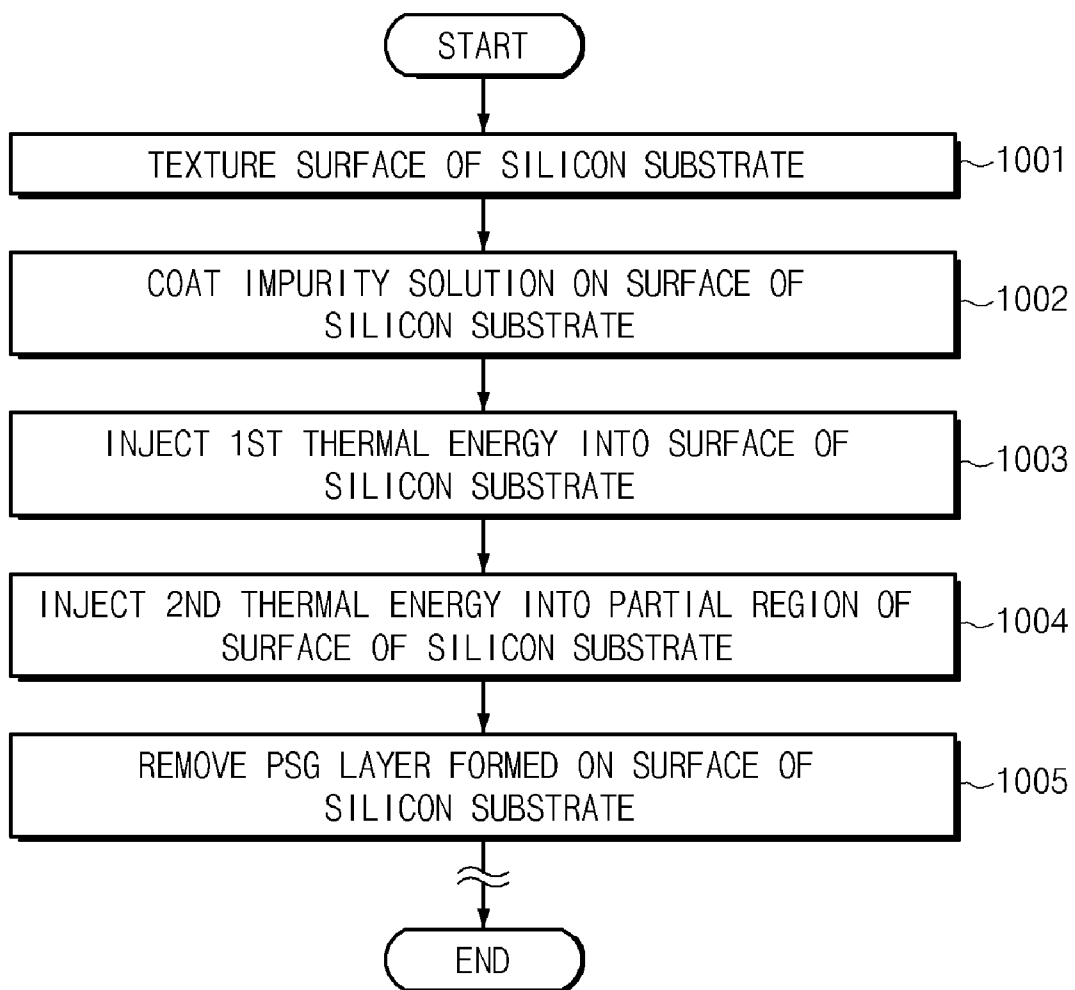 START
TEXTURE SURFACE OF SILICON SUBSTRATE
1001
COAT IMPURITY SOLUTION ON SURFACE OF
SILICON SUBSTRATE
1002
INJECT 1ST THERMAL ENERGY INTO SURFACE OF
SILICON SUBSTRATE
1003
INJECT 2ND THERMAL ENERGY INTO PARTIAL REGION OF
SURFACE OF SILICON SUBSTRATE
1004
REMOVE PSG LAYER FORMED ON SURFACE OF
SILICON SUBSTRATE
1005
END